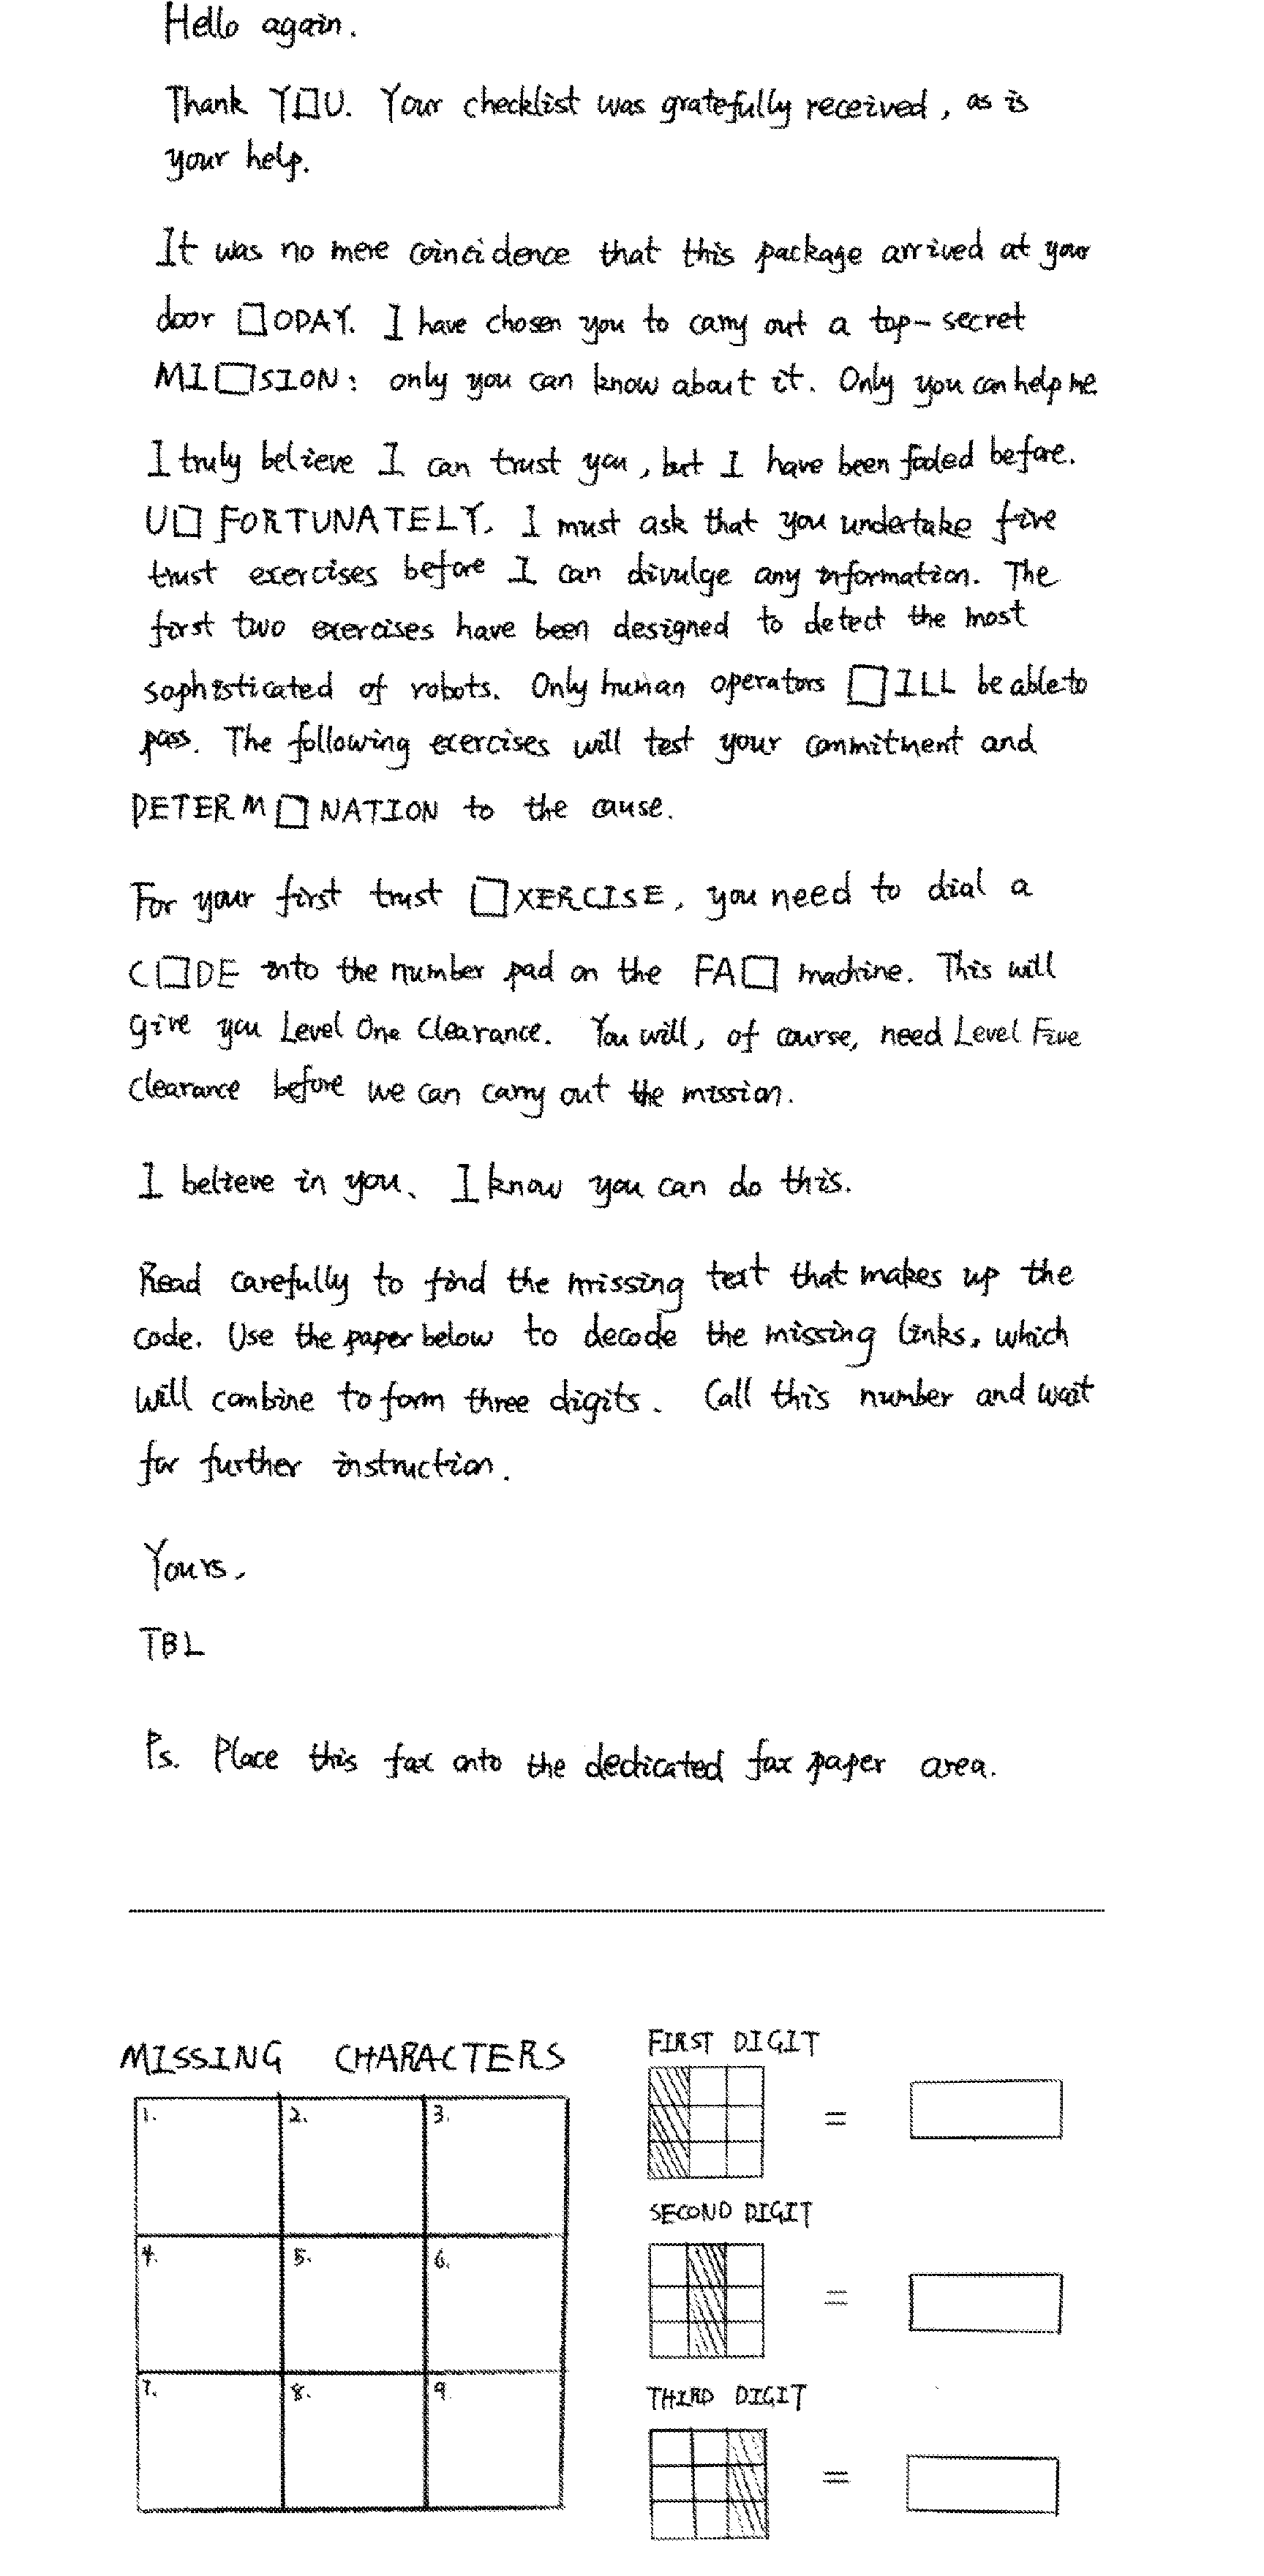 Hello again.
Thank Y□U. Your checklist was gratefully received, as is
your help.
It was no mere coincidence that this package arrived at your
door □ODAY. I have chosen you to carry out a top-secret
MI□SION: only you can know about it. Only you can help me
I truly believe I can trust you, but I have been fooled before.
U□FORTUNATELY, I must ask that you undertake five
trust exercises before I can divulge any information. The
first two exercises have been designed to detect the most
sophisticated of robots. Only human operators □ILL be able to
pass. The following exercises will test your commitment and
DETERM□NATION to the cause.
For your first trust □XERCISE, you need to dial a
C□DE into the number pad on the FA□ machine. This will
give you Level One Clearance. You will, of course, need Level Five
Clearance before we can carry out the mission.
I believe in you. I know you can do this.
Read carefully to find the missing text that makes up the
code. Use the paper below to decode the missing links, which
will combine to form three digits. Call this number and wait
for further instruction.
Yours,
TBL
Ps. Place this fax onto the dedicated fax paper area.
MISSING CHARACTERS
1. 2. 3.
4. 5. 6.
7. 8. 9.
FIRST DIGIT
=
SECOND DIGIT
=
THIRD DIGIT
=